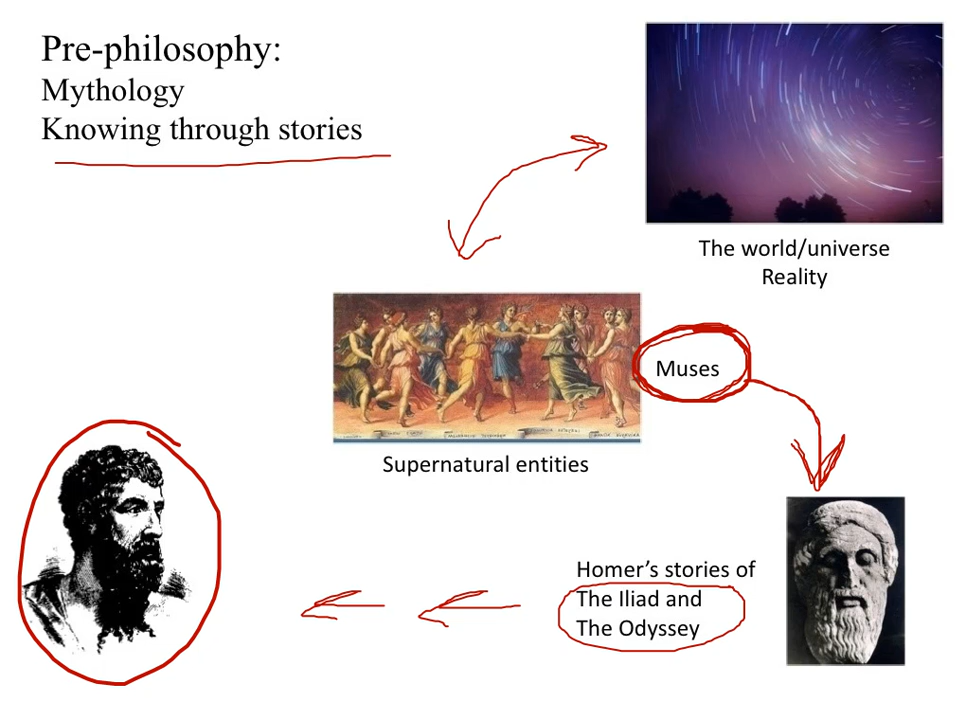 Pre-philosophy:
Mythology
Knowing through stories
The world/universe
Reality
Muses
Supernatural entities
Homer’s stories of
The Iliad and
The Odyssey